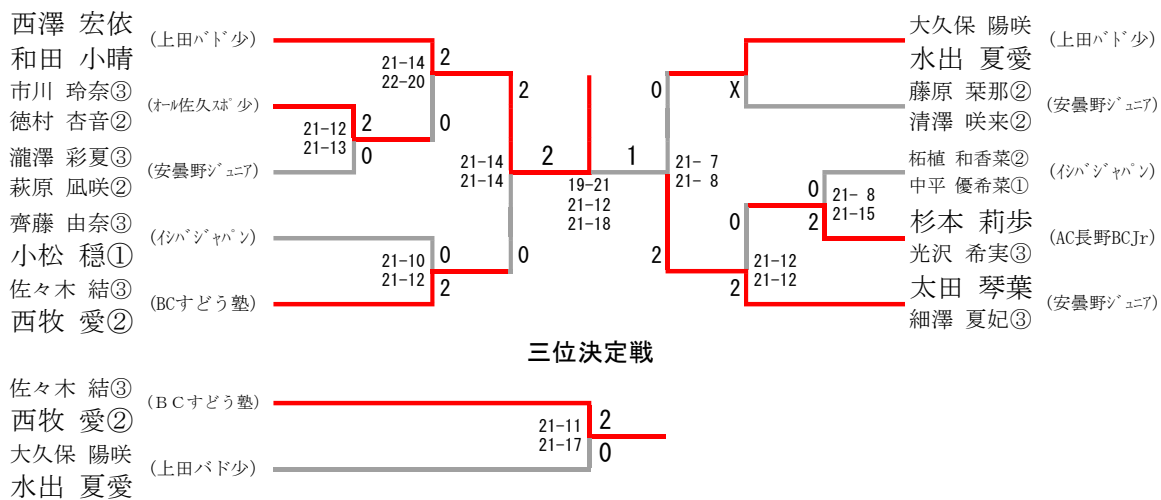 西澤 宏依
和田 小晴
(上田ﾊﾞﾄﾞ少)
市川 玲奈③
徳村 杏音②
(ｵｰﾙ佐久ｽﾎﾟ少)
瀧澤 彩夏③
萩原 凪咲②
(安曇野ｼﾞｭﾆｱ)
齊藤 由奈③
小松 穏①
(ｲｼﾊﾞｼﾞｬﾊﾟﾝ)
佐々木 結③
西牧 愛②
(BCすどう塾)
21-12
21-13
2
0
21-14
22-20
2
0
21-10
21-12
0
2
21-14
21-14
2
0
2
1
19-21
21-12
21-18
0
2
21- 7
21- 8
X
0
2
21-12
21-12
0
2
21- 8
21-15
大久保 陽咲
水出 夏愛
(上田ﾊﾞﾄﾞ少)
藤原 栞那②
清澤 咲来②
(安曇野ｼﾞｭﾆｱ)
柘植 和香菜②
中平 優希菜①
(ｲｼﾊﾞｼﾞｬﾊﾟﾝ)
杉本 莉歩
光沢 希実③
(AC長野BCJr)
太田 琴葉
細澤 夏妃③
(安曇野ｼﾞｭﾆｱ)
三位決定戦
佐々木 結③
西牧 愛②
(ＢＣすどう塾)
大久保 陽咲
水出 夏愛
(上田バド少)
21-11
21-17
2
0